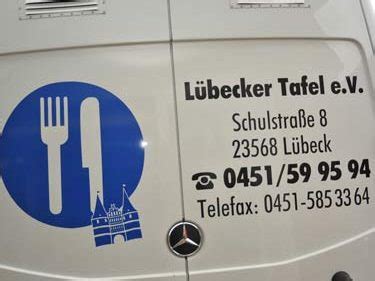 Lübecker Tafel e.V.
Schulstraße 8
23568 Lübeck
☎ 0451/59 95 94
Telefax: 0451-585 33 64